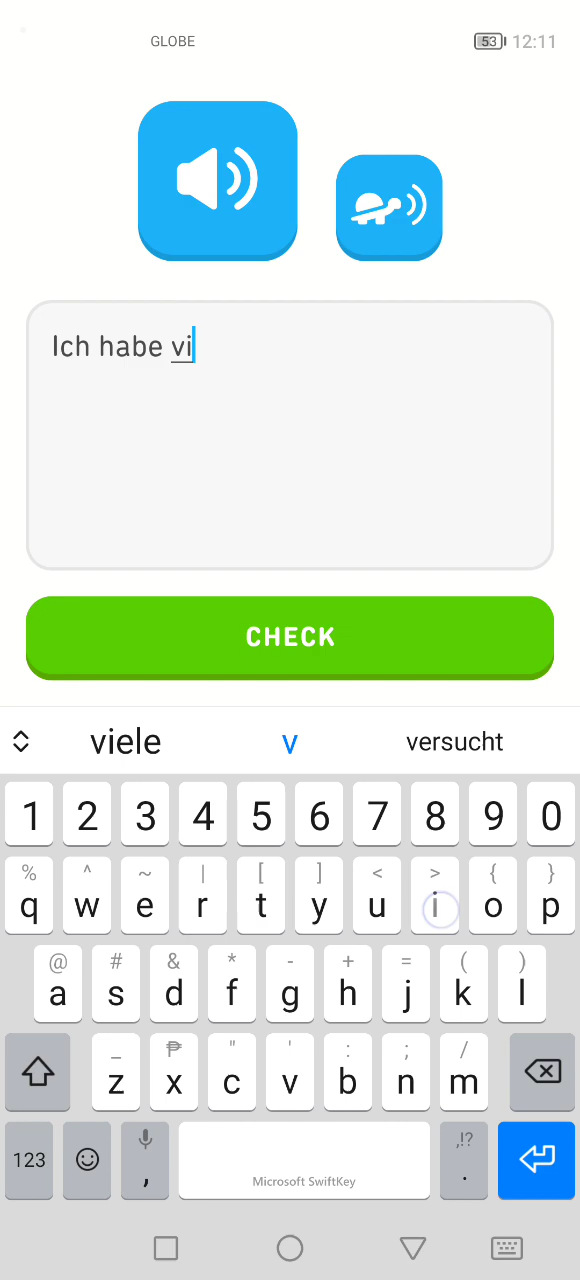 GLOBE 53 12:11
Ich habe vi
CHECK
viele v versucht
1 2 3 4 5 6 7 8 9 0
% ^ ~ | [ ] < > { }
q w e r t y u i o p
@ # & * - + = ( )
a s d f g h j k l
_ ₱ " ' : ; /
z x c v b n m
,!?
123 , Microsoft SwiftKey .